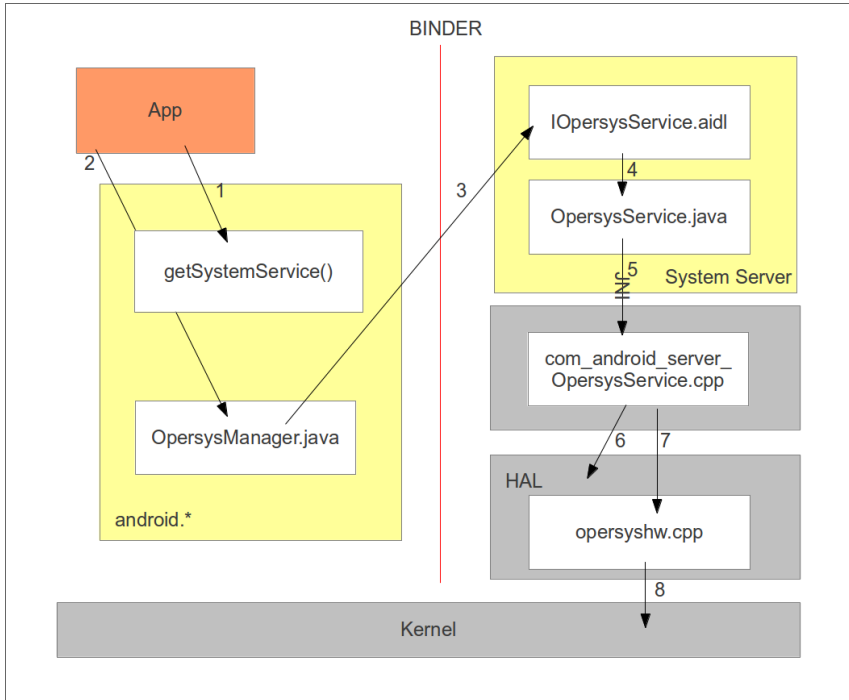 BINDER
App
2
1
getSystemService()
OpersysManager.java
android.*
3
IOpersysService.aidl
4
OpersysService.java
5
JNI
System Server
com_android_server_
OpersysService.cpp
6
7
HAL
opersyshw.cpp
8
Kernel